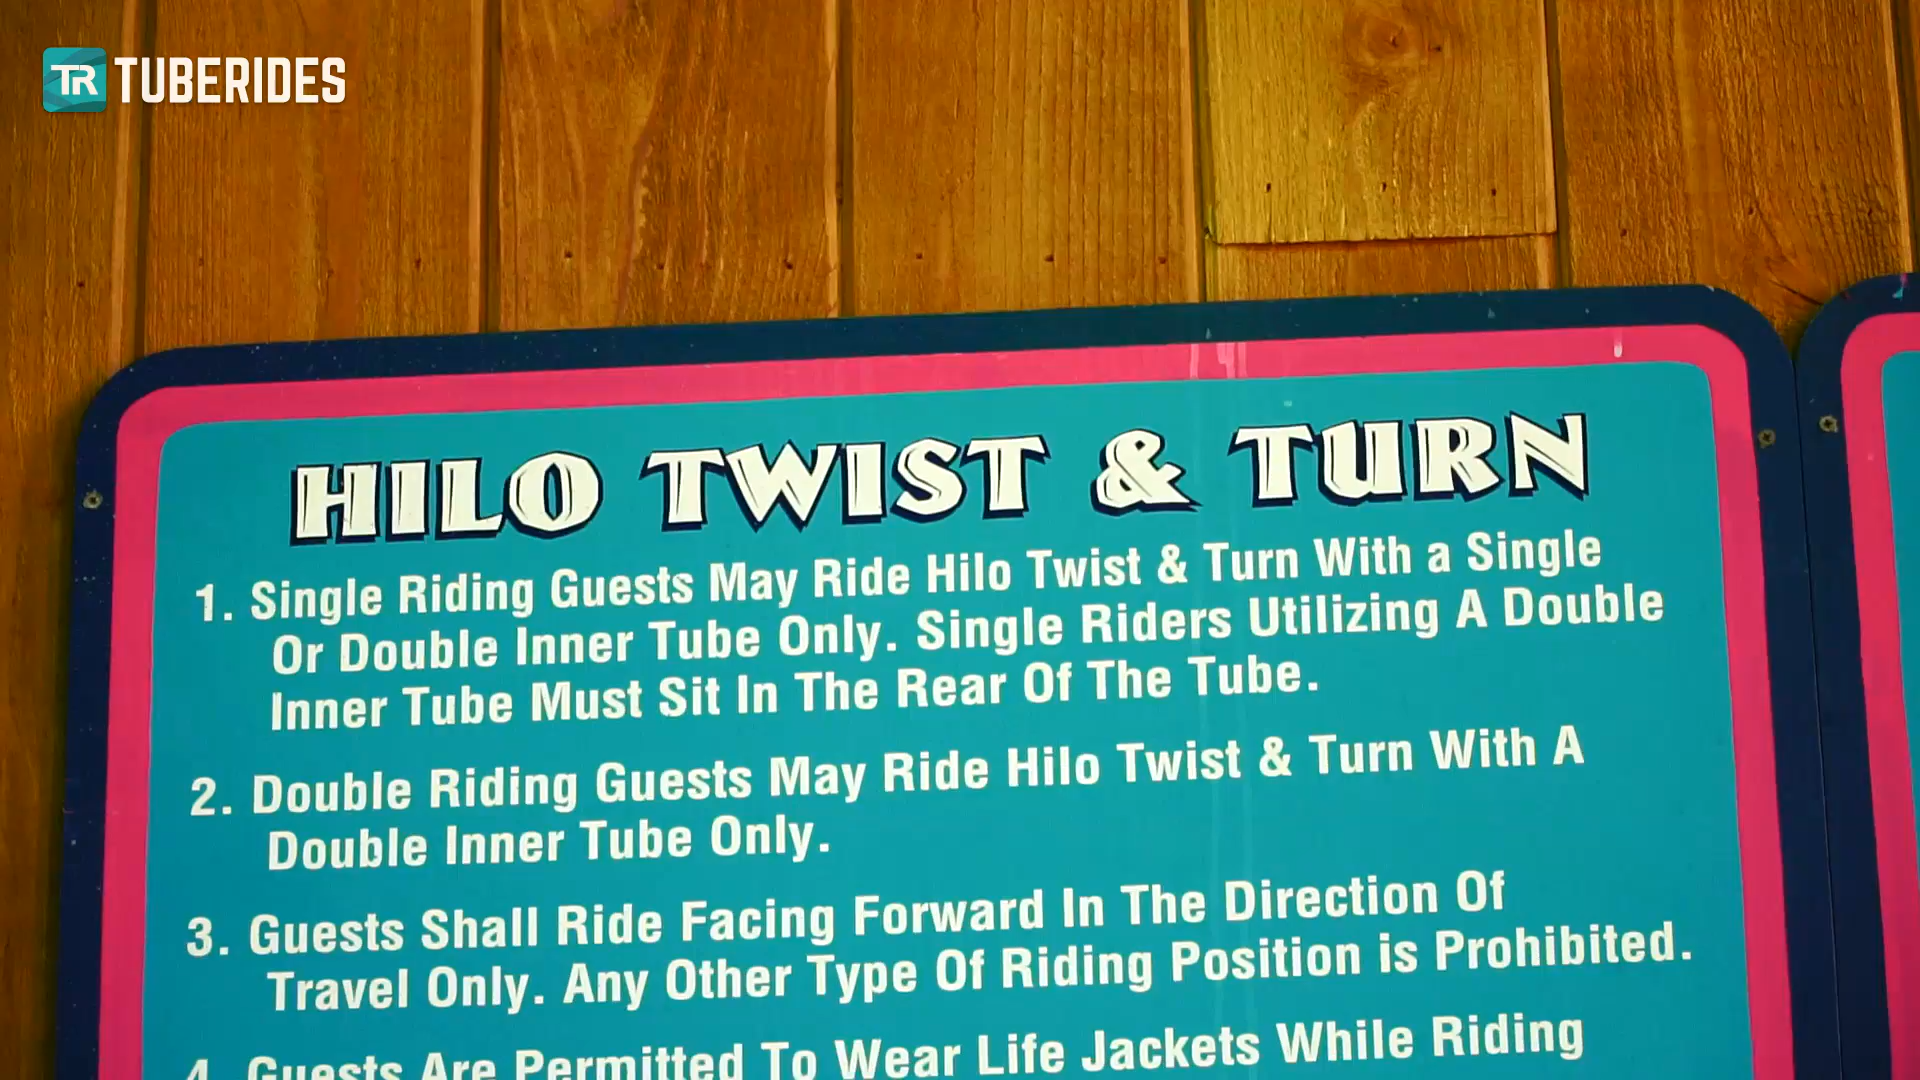 TR TUBERIDES
HILO TWIST & TURN
1. Single Riding Guests May Ride Hilo Twist & Turn With a Single
Or Double Inner Tube Only. Single Riders Utilizing A Double
Inner Tube Must Sit In The Rear Of The Tube.
2. Double Riding Guests May Ride Hilo Twist & Turn With A
Double Inner Tube Only.
3. Guests Shall Ride Facing Forward In The Direction Of
Travel Only. Any Other Type Of Riding Position is Prohibited.
4. Guests Are Permitted To Wear Life Jackets While Riding